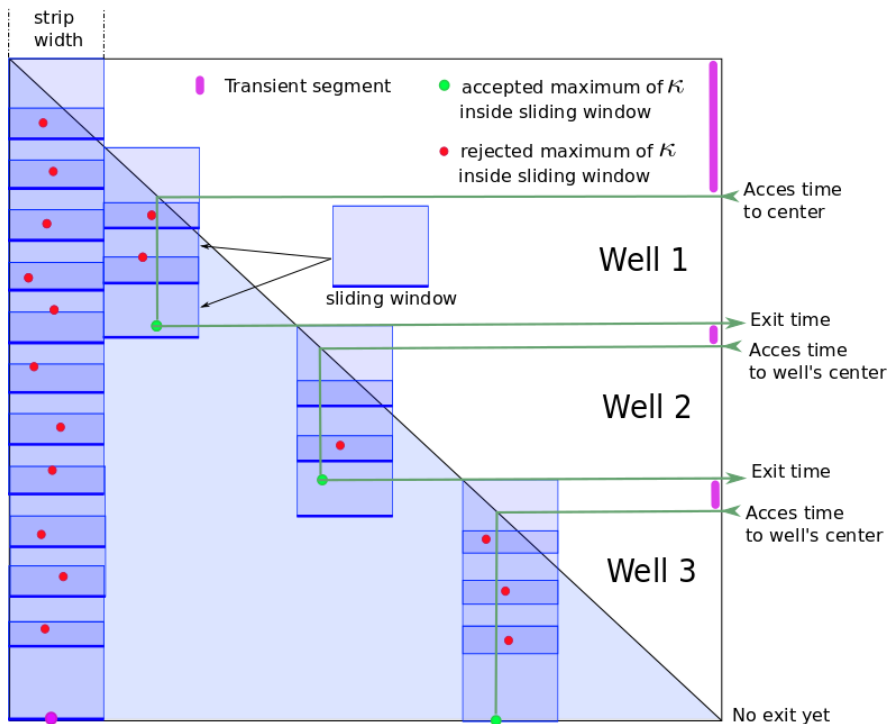 strip
width
Transient segment
accepted maximum of κ
inside sliding window
rejected maximum of κ
inside sliding window
Acces time
to center
Well 1
sliding window
Exit time
Acces time
to well's center
Well 2
Exit time
Acces time
to well's center
Well 3
No exit yet